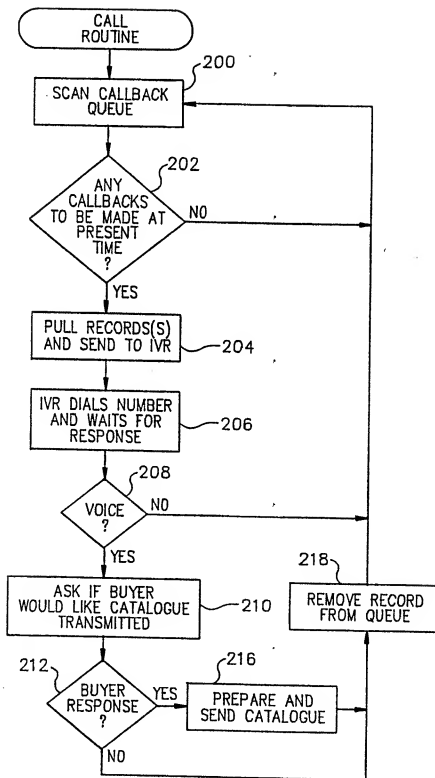 CALL
ROUTINE
200
SCAN CALLBACK
QUEUE
202
ANY
CALLBACKS
TO BE MADE AT
PRESENT
TIME
?
NO
YES
PULL RECORDS(S)
AND SEND TO IVR
204
IVR DIALS NUMBER
AND WAITS FOR
RESPONSE
206
208
VOICE
?
NO
YES
ASK IF BUYER
WOULD LIKE CATALOGUE
TRANSMITTED
210
218
REMOVE RECORD
FROM QUEUE
212
BUYER
RESPONSE
?
YES
NO
216
PREPARE AND
SEND CATALOGUE